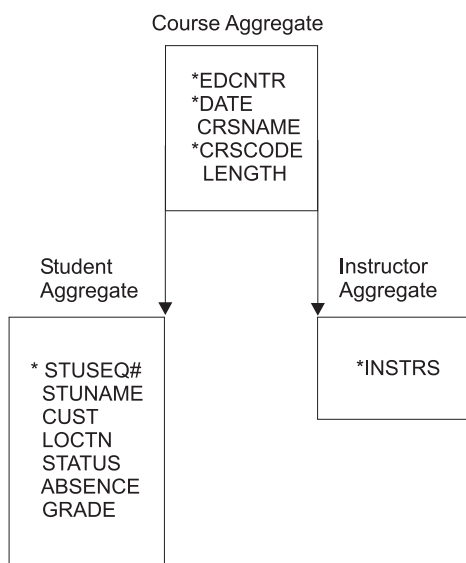 Course Aggregate
*EDCNTR
*DATE
CRSNAME
*CRSCODE
LENGTH
Student
Aggregate
* STUSEQ#
STUNAME
CUST
LOCTN
STATUS
ABSENCE
GRADE
Instructor
Aggregate
*INSTRS